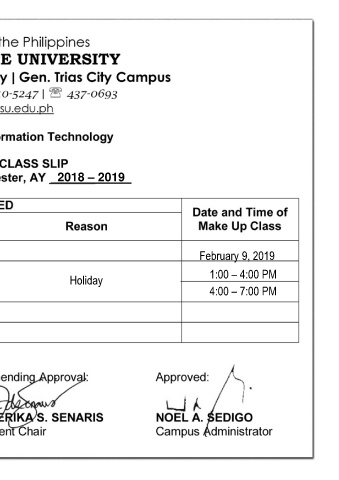 the Philippines
E UNIVERSITY
y | Gen. Trias City Campus
0-5247 | ☏ 437-0693
su.edu.ph
rmation Technology
CLASS SLIP
ester, AY 2018 – 2019
ED
Reason
Date and Time of
Make Up Class
February 9, 2019
Holiday
1:00 – 4:00 PM
4:00 – 7:00 PM
ending Approval:
Approved:
ERIKA S. SENARIS
NOEL A. SEDIGO
ent Chair
Campus Administrator